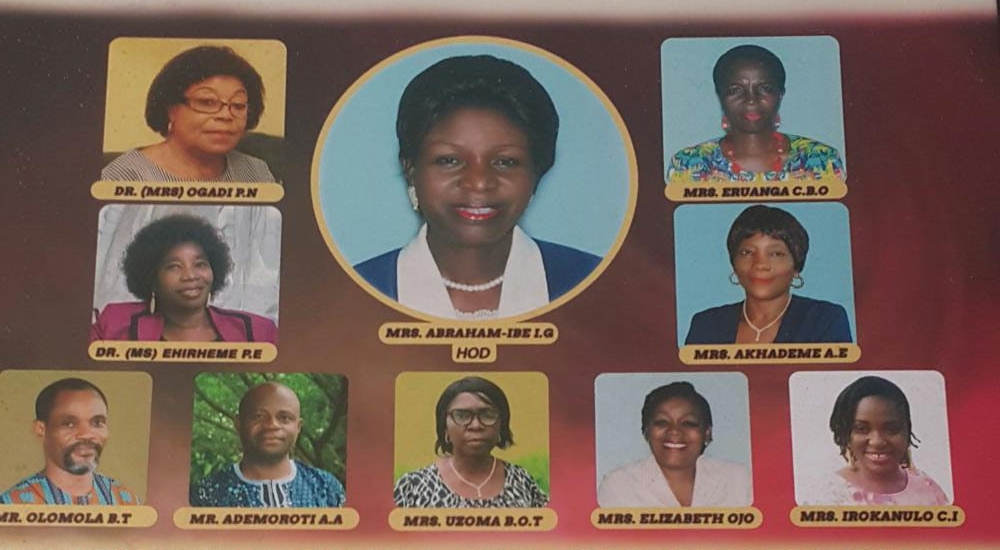 DR. (MRS) OGADI P.N
MRS. ERUANGA C.B.O
DR. (MS) EHIRHEME P.E
MRS. ABRAHAM-IBE I.G
HOD
MRS. AKHADEME A.E
MR. OLOMOLA B.T
MR. ADEMOROTI A.A
MRS. UZOMA B.O.T
MRS. ELIZABETH OJO
MRS. IROKANULO C.I